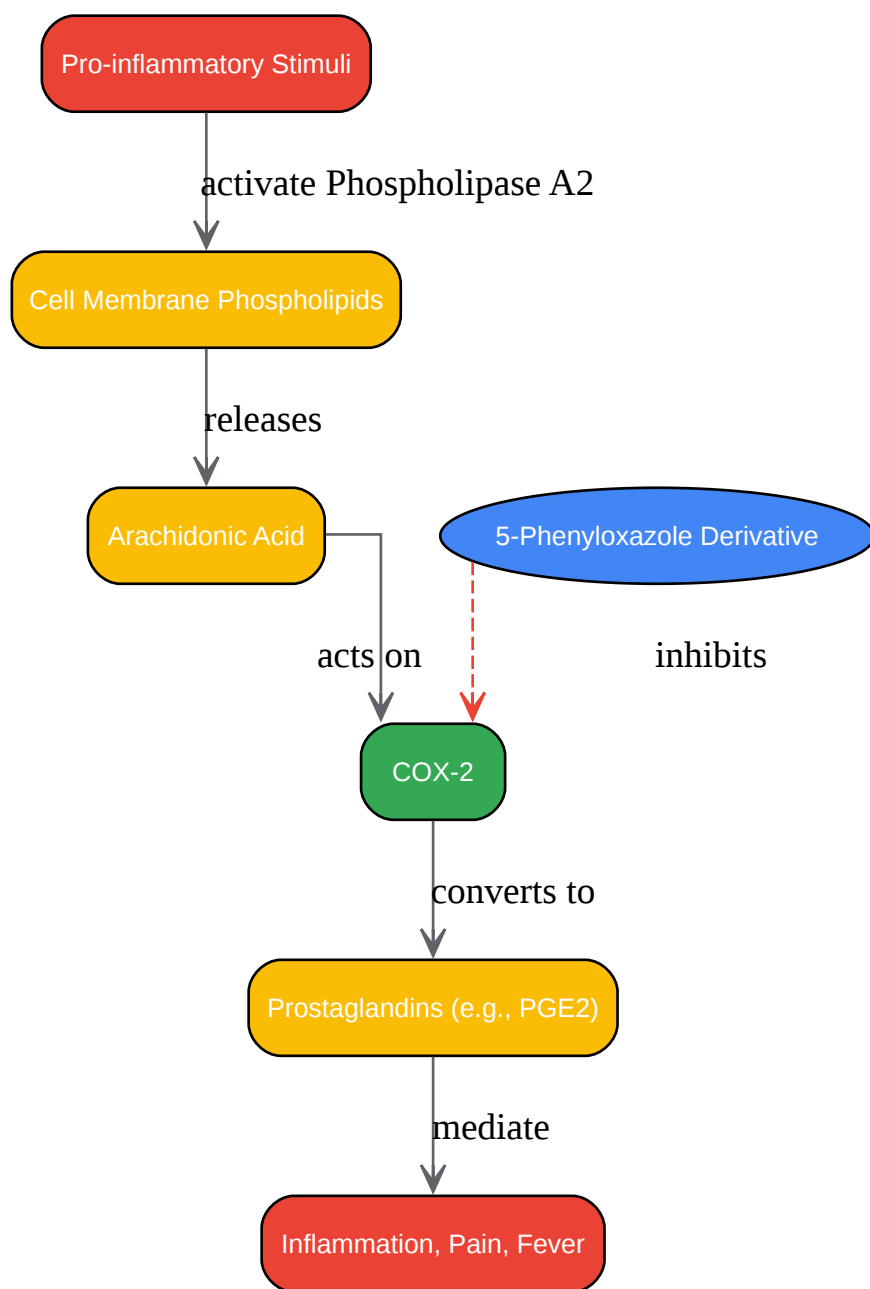 Pro-inflammatory Stimuli
activate Phospholipase A2
Cell Membrane Phospholipids
releases
Arachidonic Acid
5-Phenyloxazole Derivative
acts on
inhibits
COX-2
converts to
Prostaglandins (e.g., PGE2)
mediate
Inflammation, Pain, Fever